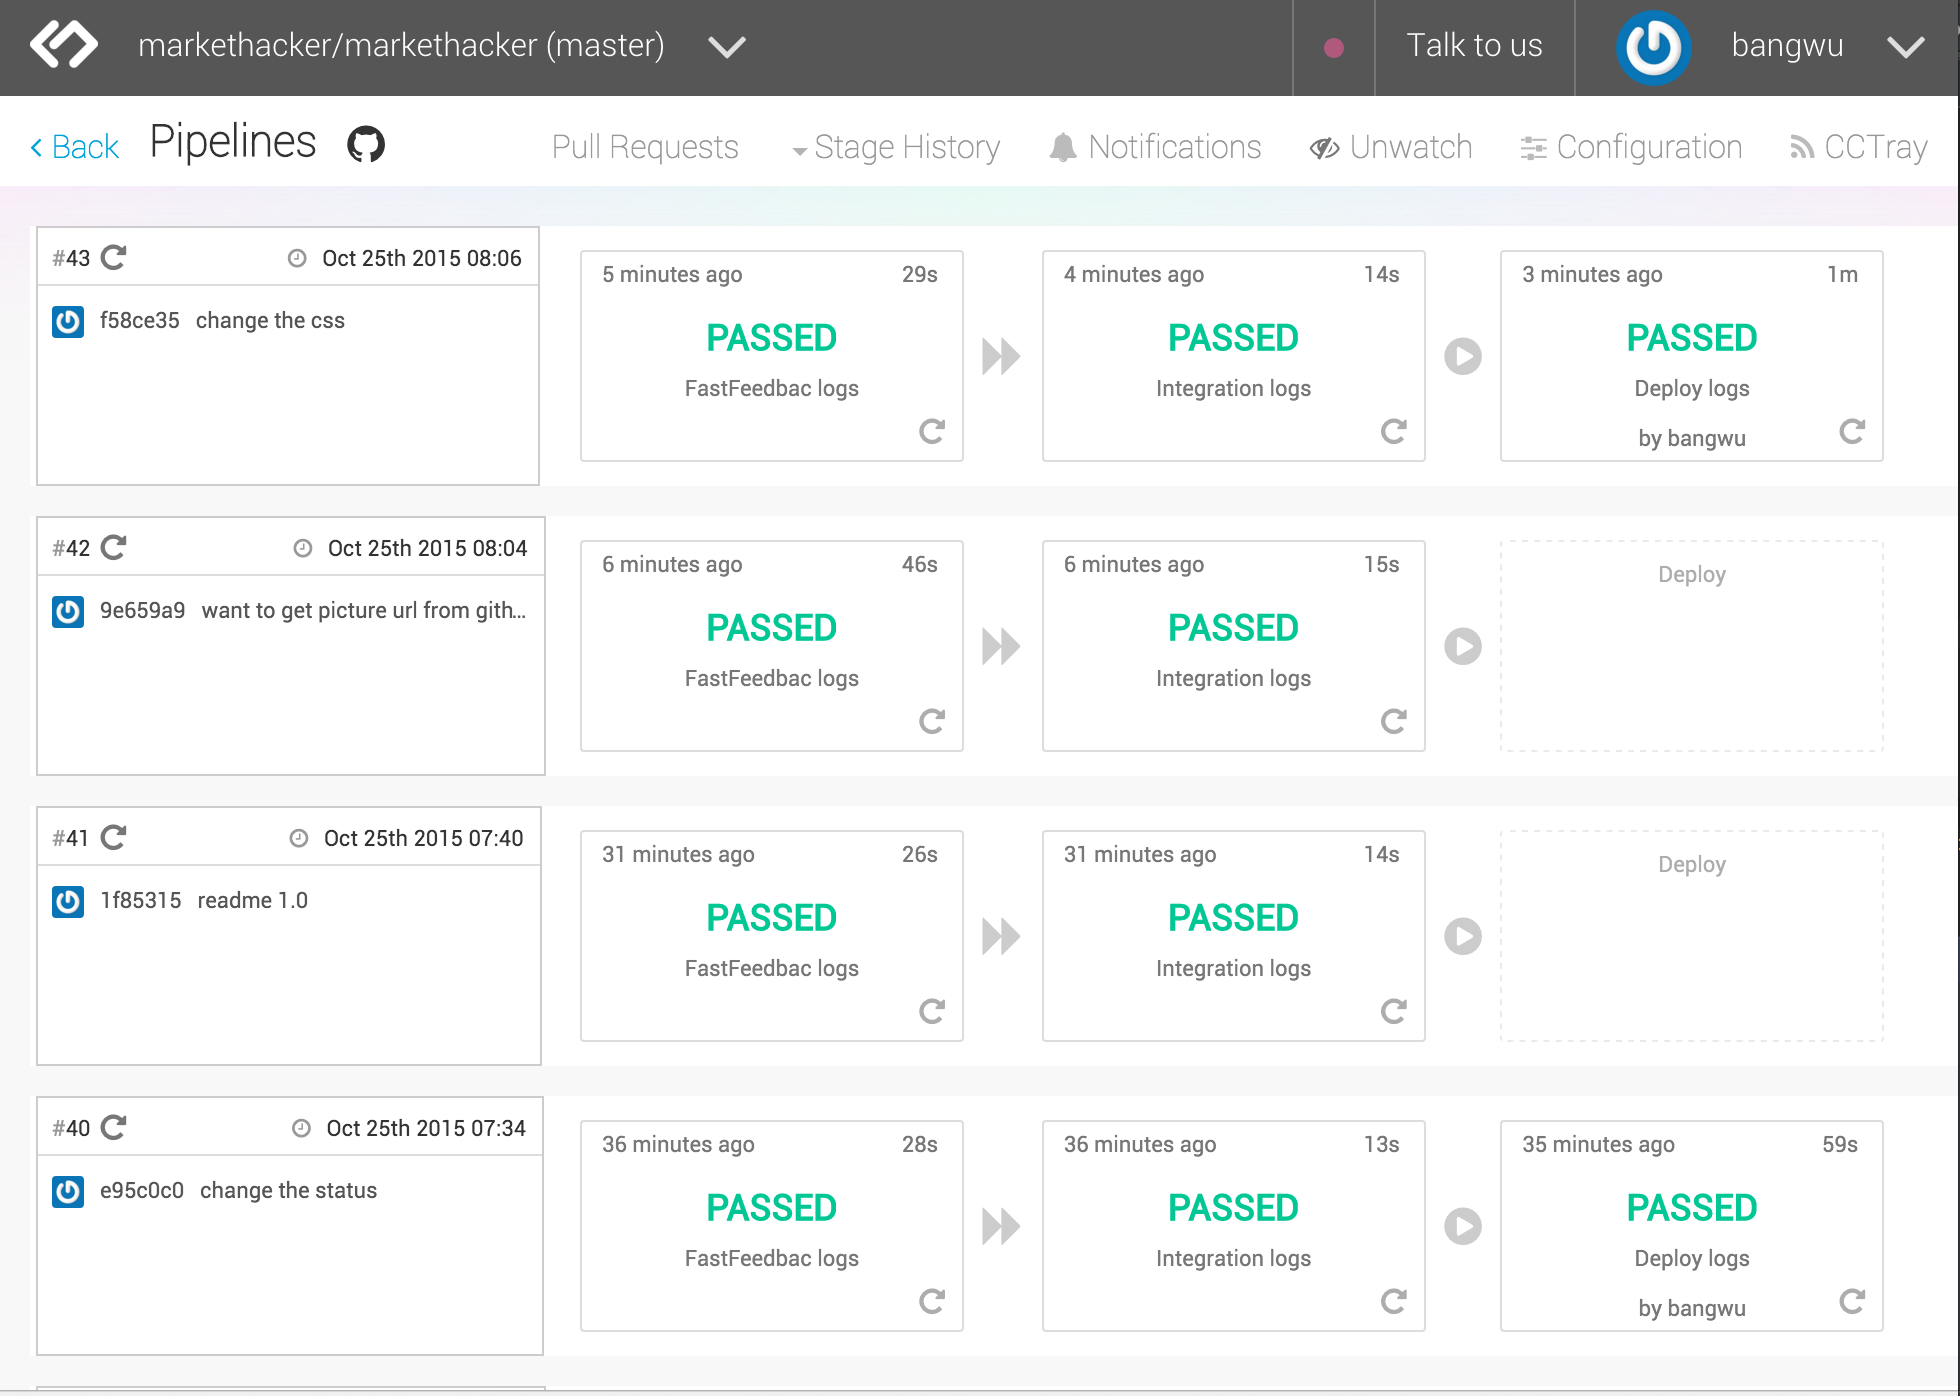 markethacker/markethacker (master)
Talk to us
bangwu
Back
Pipelines
Pull Requests
Stage History
Notifications
Unwatch
Configuration
CCTray
#43
Oct 25th 2015 08:06
f58ce35 change the css
5 minutes ago 29s
PASSED
FastFeedbac logs
4 minutes ago 14s
PASSED
Integration logs
3 minutes ago 1m
PASSED
Deploy logs
by bangwu
#42
Oct 25th 2015 08:04
9e659a9 want to get picture url from gith...
6 minutes ago 46s
PASSED
FastFeedbac logs
6 minutes ago 15s
PASSED
Integration logs
Deploy
#41
Oct 25th 2015 07:40
1f85315 readme 1.0
31 minutes ago 26s
PASSED
FastFeedbac logs
31 minutes ago 14s
PASSED
Integration logs
Deploy
#40
Oct 25th 2015 07:34
e95c0c0 change the status
36 minutes ago 28s
PASSED
FastFeedbac logs
36 minutes ago 13s
PASSED
Integration logs
35 minutes ago 59s
PASSED
Deploy logs
by bangwu